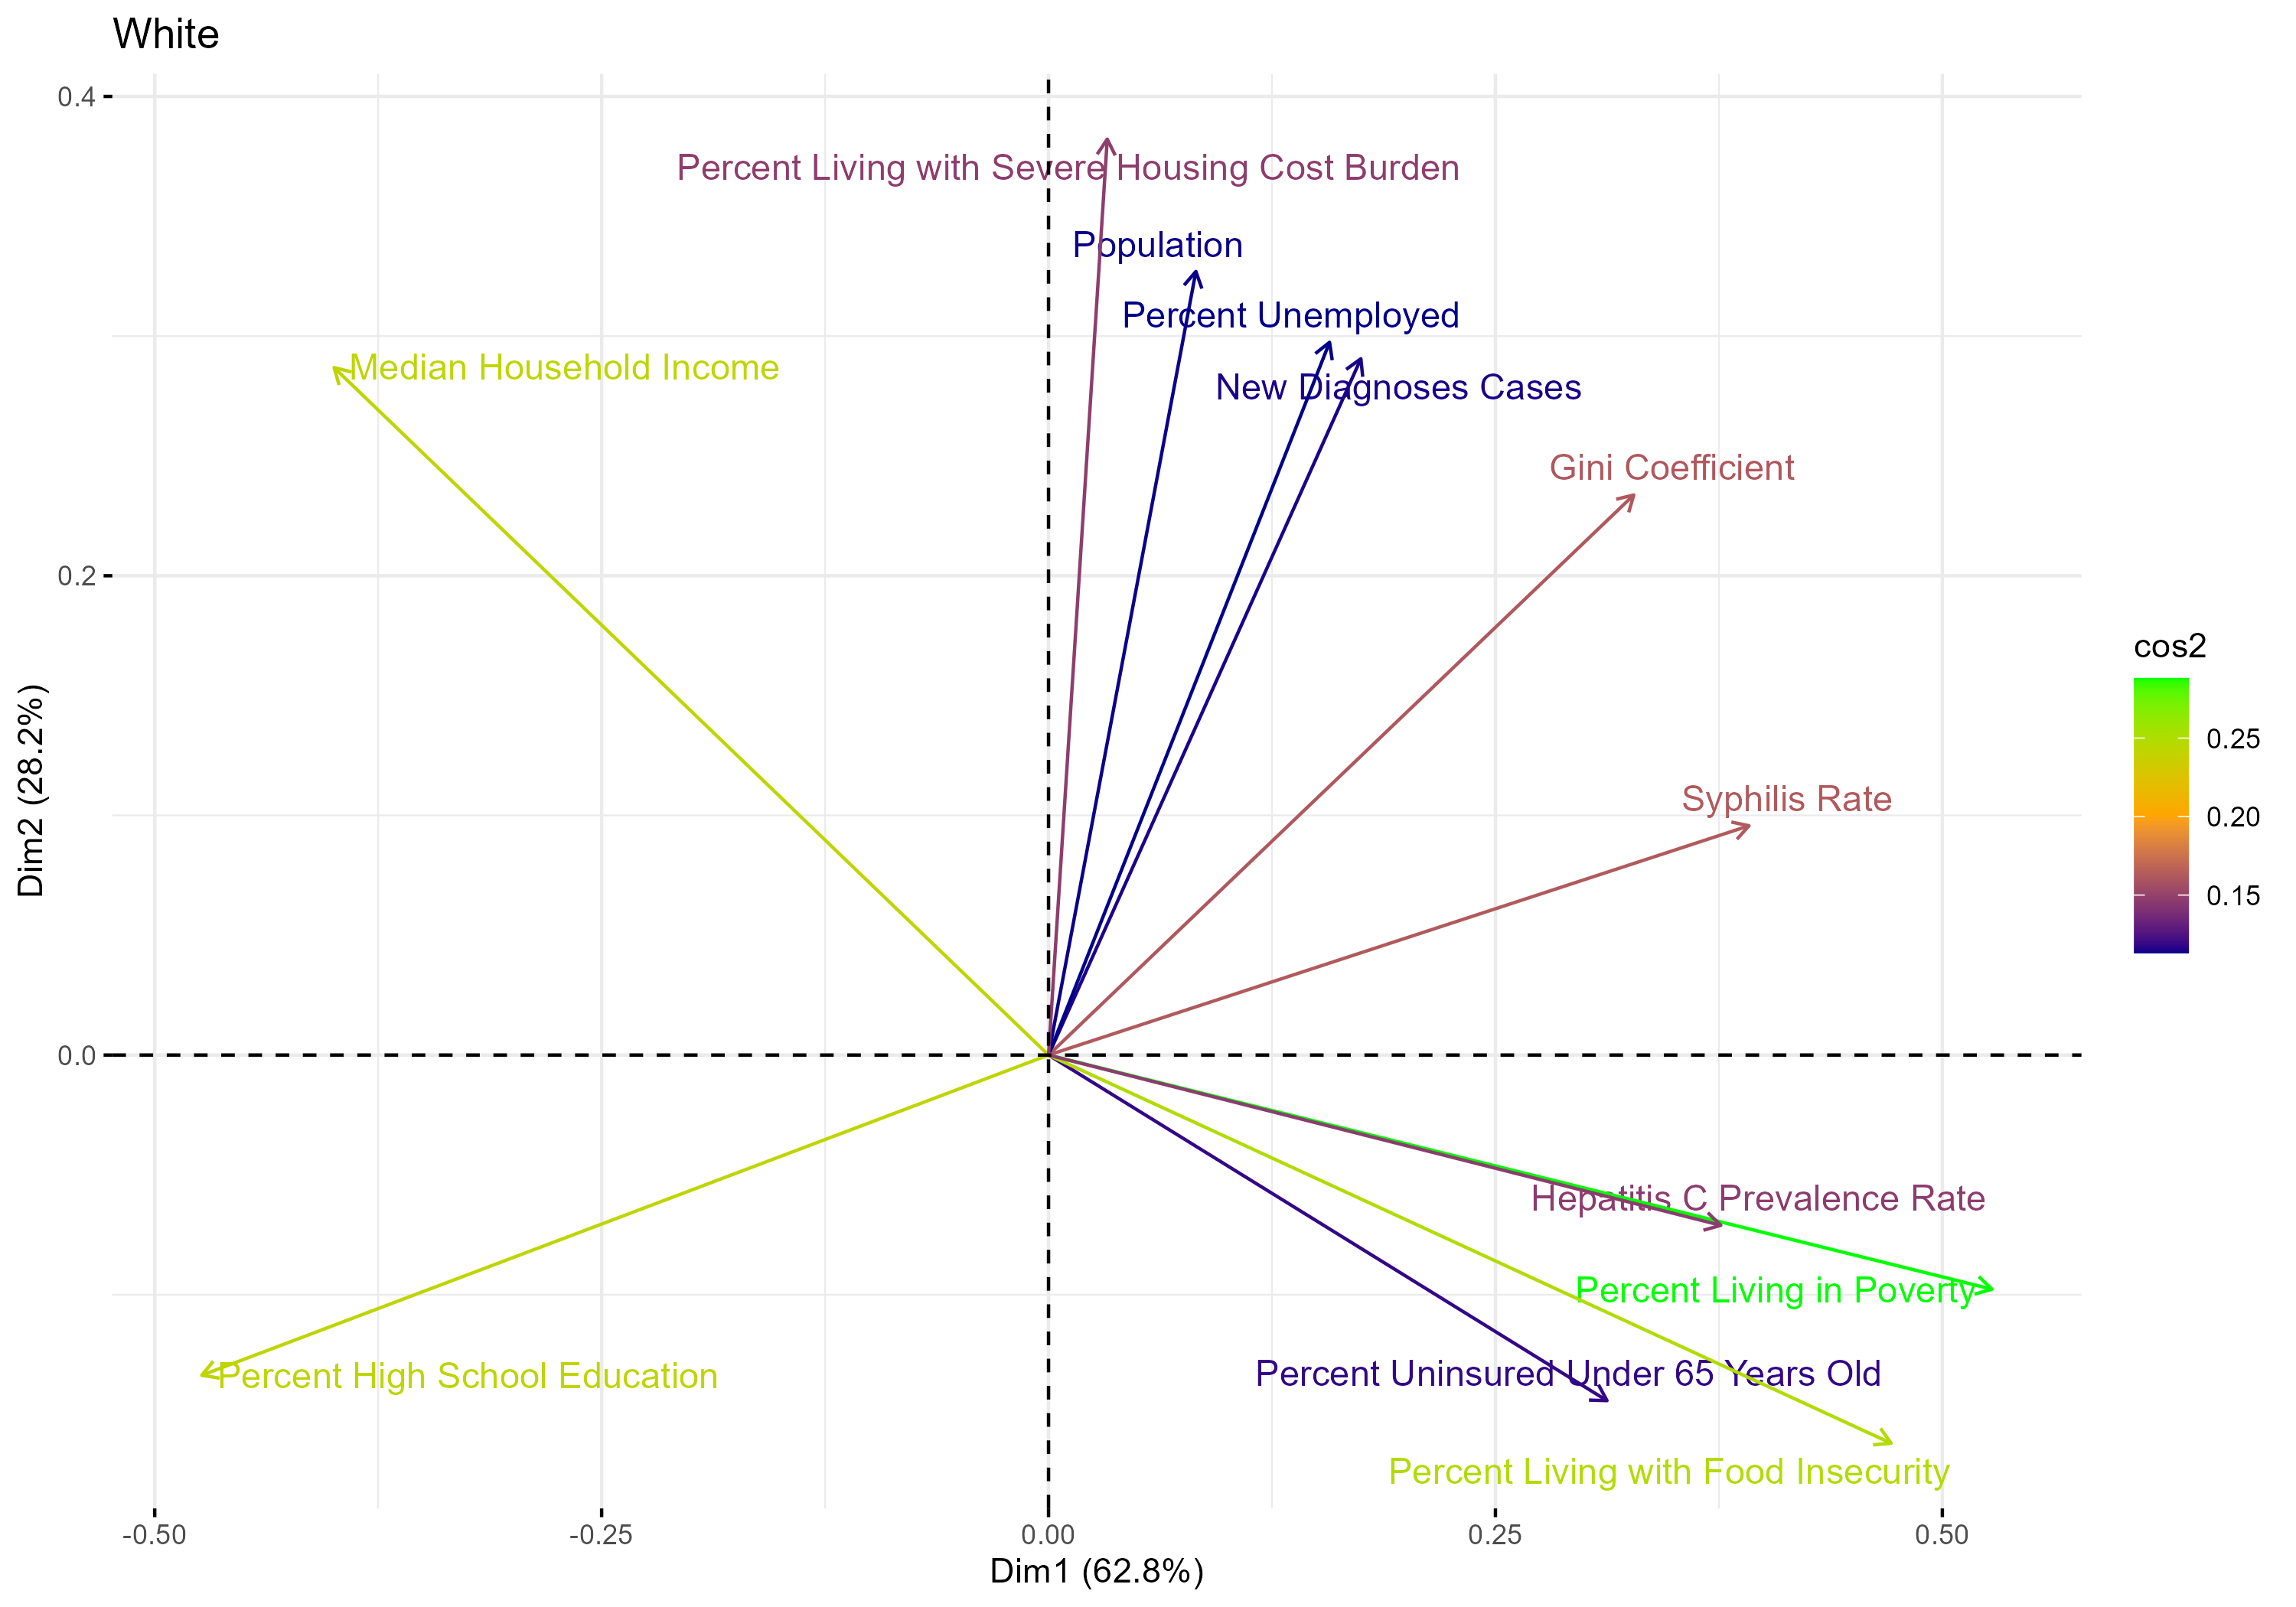 White
0.4
Percent Living with Severe Housing Cost Burden
Population
Percent Unemployed
Median Household Income
New Diagnoses Cases
Gini Coefficient
0.2
cos2
0.25
Syphilis Rate
0.20
Dim2 (28.2%)
0.15
0.0
Hepatitis C Prevalence Rate
Percent Living in Poverty
Percent High School Education
Percent Uninsured Under 65 Years Old
Percent Living with Food Insecurity
-0.50
-0.25
0.00
0.25
0.50
Dim1 (62.8%)